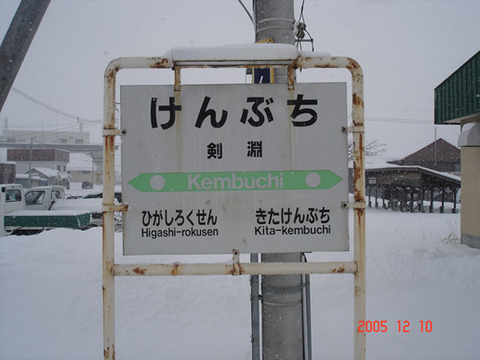 けんぶち
剣淵
Kembuchi
ひがしろくせん きたけんぶち
Higashi-rokusen Kita-kembuchi
2005 12 10